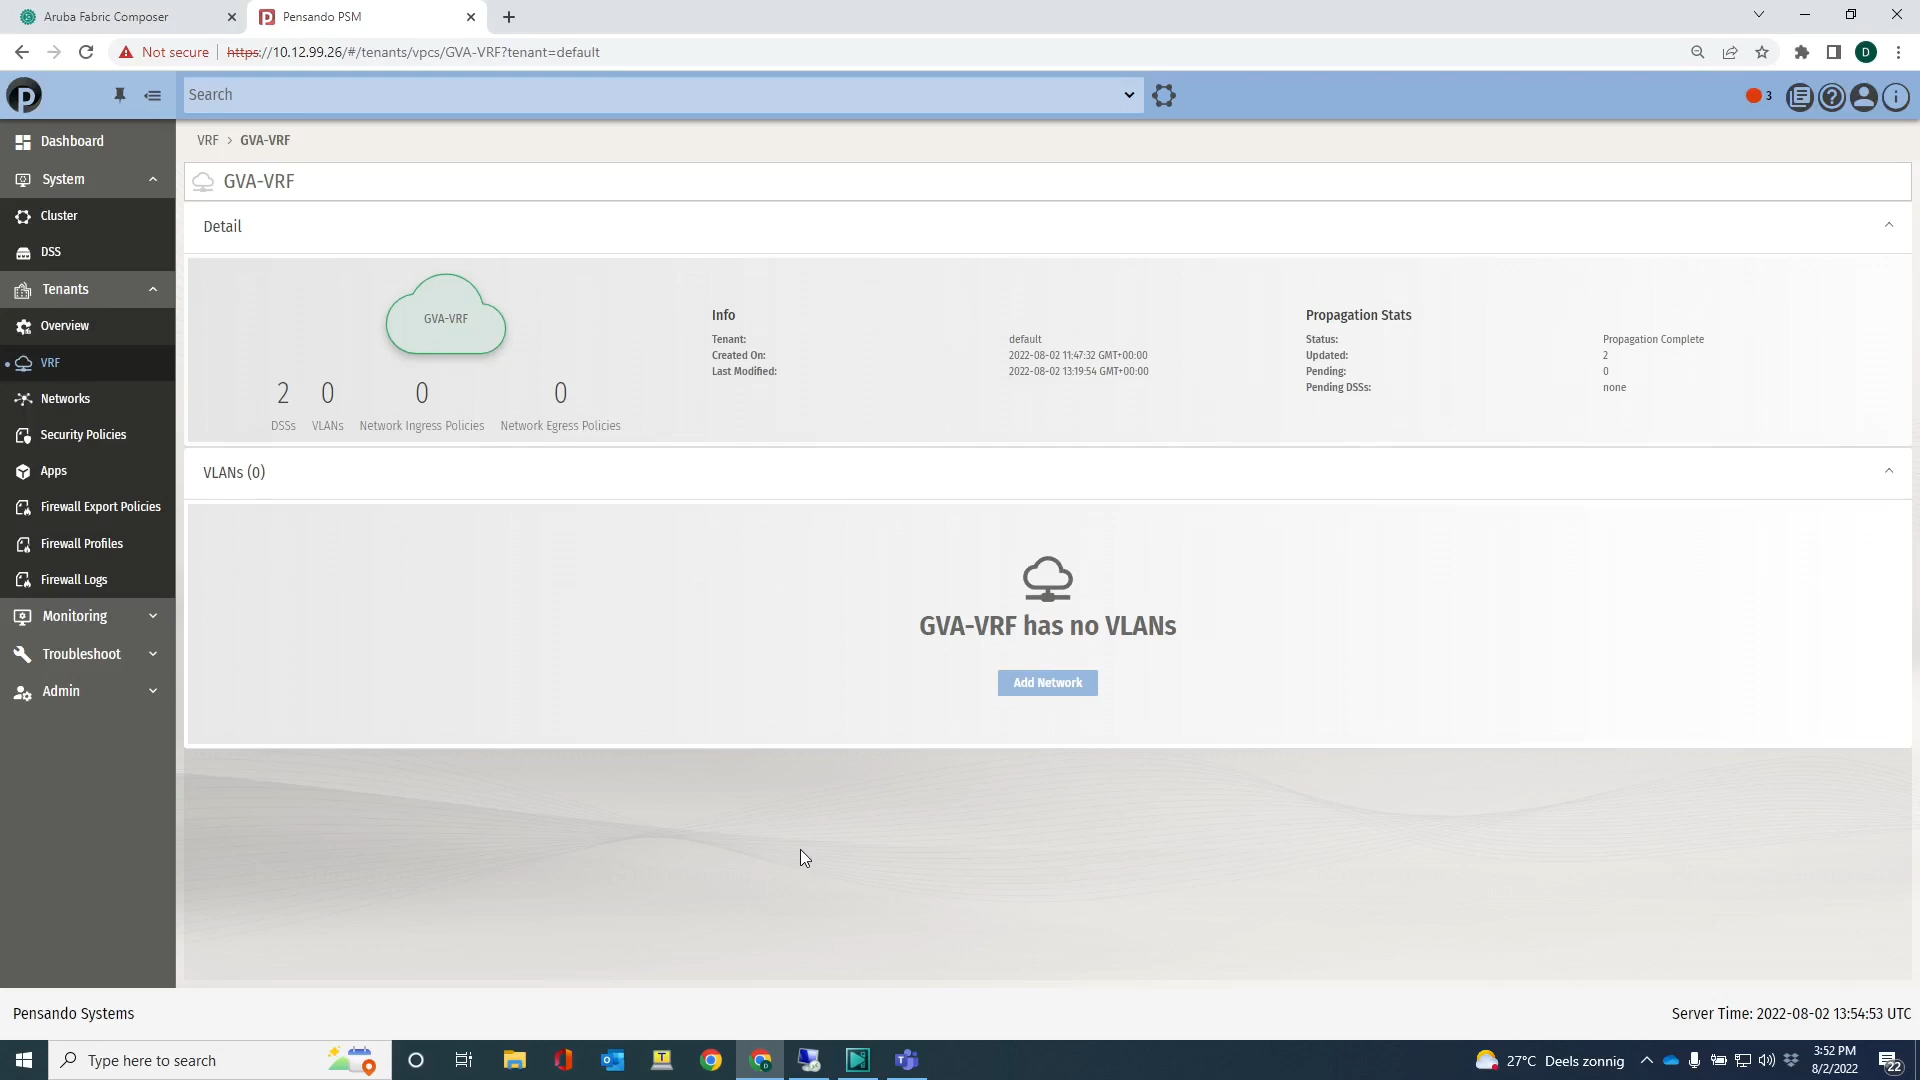 Aruba Fabric Composer
Pensando PSM
Not secure
https://10.12.99.26/#/tenants/vpcs/GVA-VRF?tenant=default
D
P
Search
3
Dashboard
System
Cluster
DSS
Tenants
Overview
VRF
Networks
Security Policies
Apps
Firewall Export Policies
Firewall Profiles
Firewall Logs
Monitoring
Troubleshoot
Admin
VRF > GVA-VRF
GVA-VRF
Detail
GVA-VRF
2 0 0 0
DSSs VLANs Network Ingress Policies Network Egress Policies
Info
Tenant: default
Created On: 2022-08-02 11:47:32 GMT+00:00
Last Modified: 2022-08-02 13:19:54 GMT+00:00
Propagation Stats
Status: Propagation Complete
Updated: 2
Pending: 0
Pending DSSs: none
VLANs (0)
GVA-VRF has no VLANs
Add Network
Pensando Systems
Server Time: 2022-08-02 13:54:53 UTC
Type here to search
27°C Deels zonnig
3:52 PM
8/2/2022
22